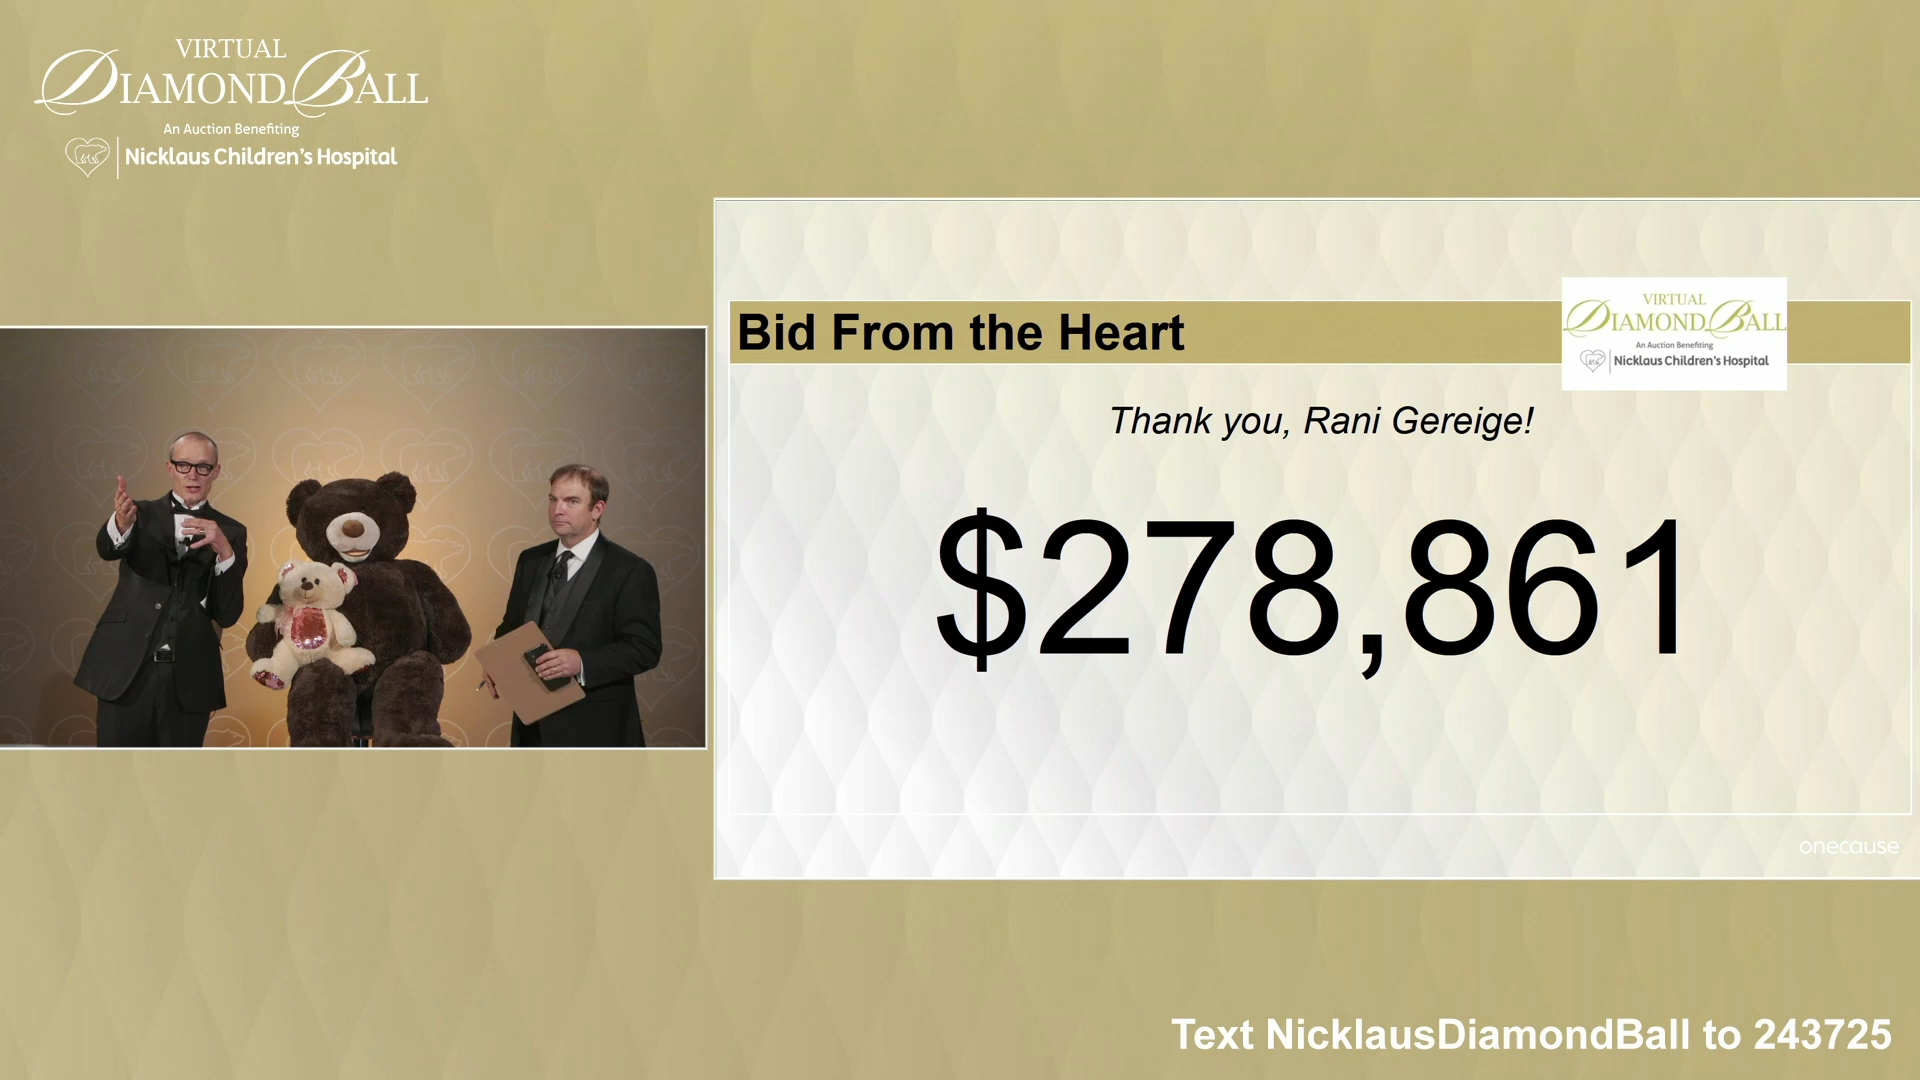 VIRTUAL
DIAMOND BALL
An Auction Benefiting
Nicklaus Children's Hospital
Bid From the Heart
VIRTUAL
DIAMOND BALL
An Auction Benefiting
Nicklaus Children's Hospital
Thank you, Rani Gereige!
$278,861
onecause
Text NicklausDiamondBall to 243725